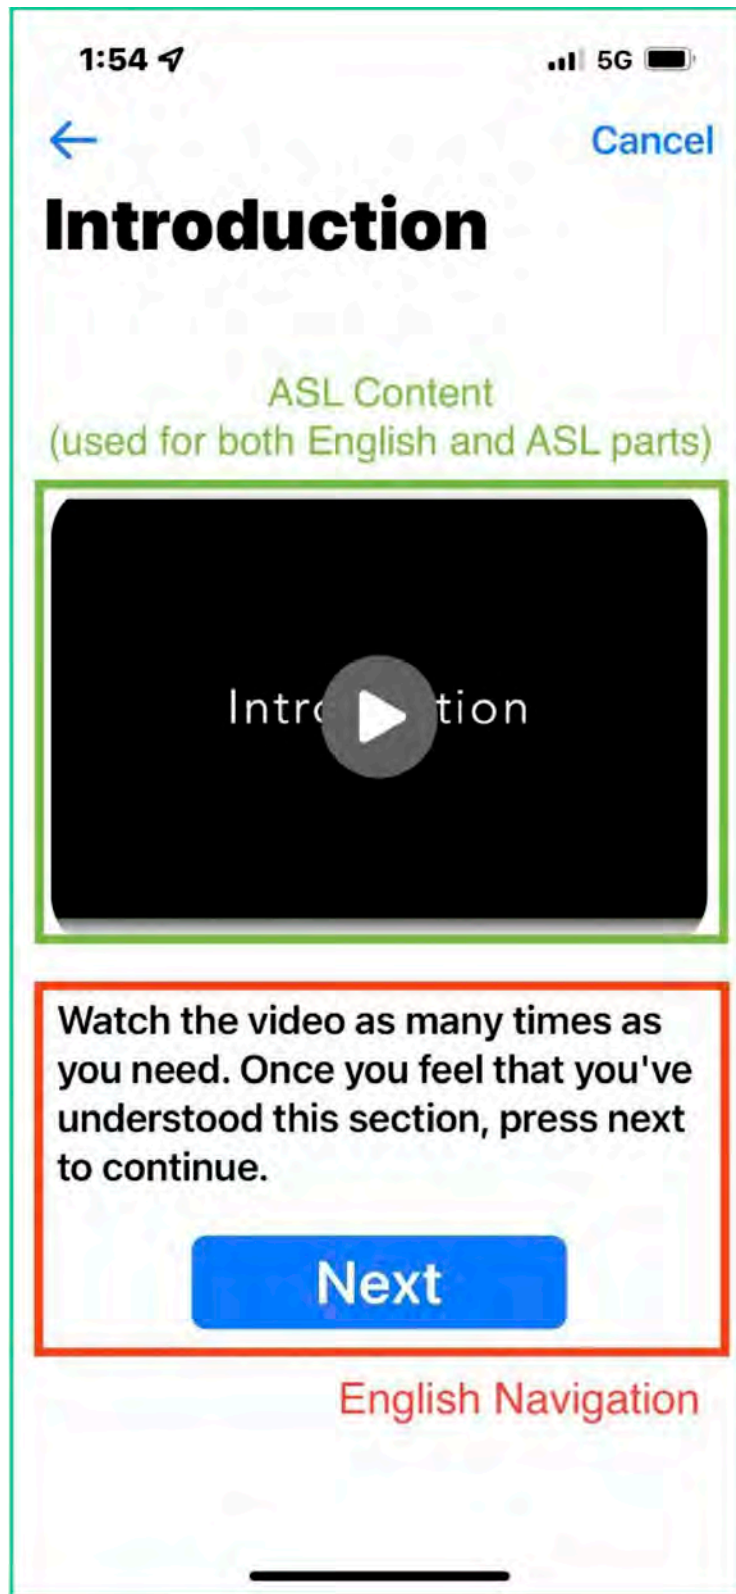 1:54 5G
Cancel
Introduction
ASL Content
(used for both English and ASL parts)
Intro tion
Watch the video as many times as
you need. Once you feel that you've
understood this section, press next
to continue.
Next
English Navigation